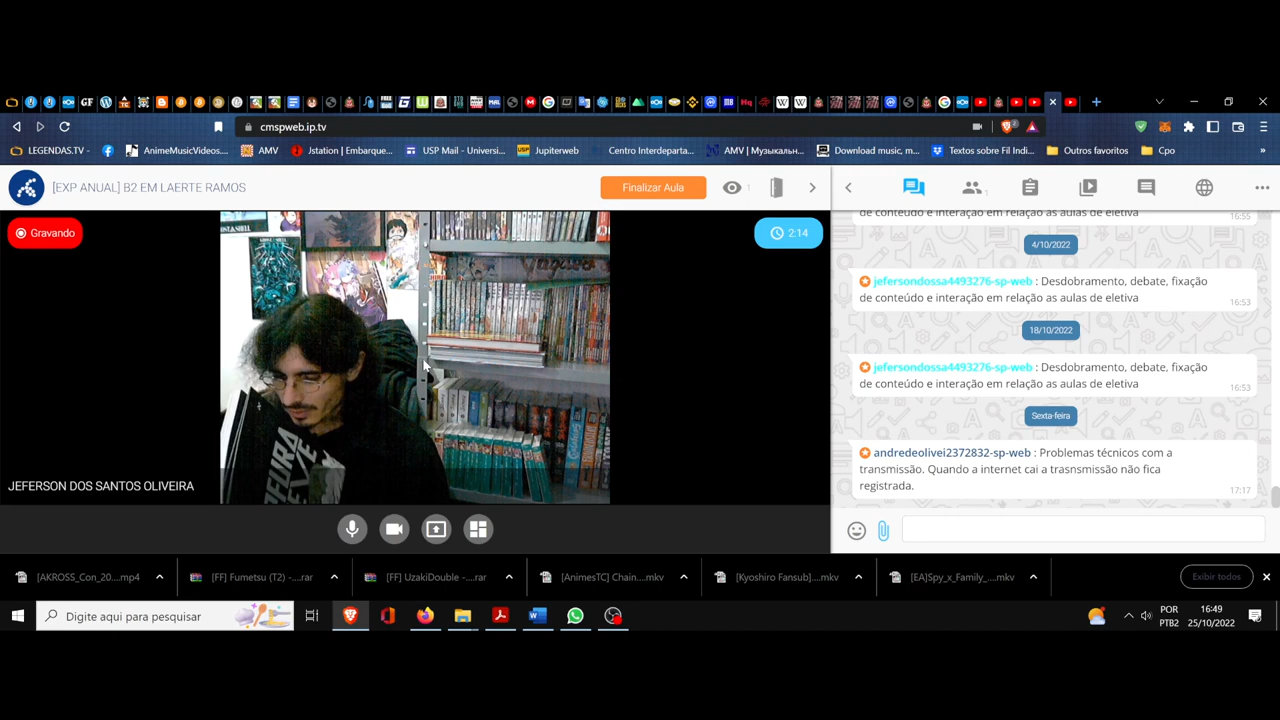 cmspweb.ip.tv
LEGENDAS.TV -
AnimeMusicVideos...
AMV
Jstation | Embarque...
USP Mail - Universi...
Jupiterweb
Centro Interdeparta...
AMV | Музыкальн...
Download music, m...
Textos sobre Fil Indi...
Outros favoritos
Cpo
»
[EXP ANUAL] B2 EM LAERTE RAMOS
Finalizar Aula
1
1
Gravando
2:14
JEFERSON DOS SANTOS OLIVEIRA
de conteúdo e interação em relação as aulas de eletiva
16:55
4/10/2022
jefersondossa4493276-sp-web : Desdobramento, debate, fixação
de conteúdo e interação em relação as aulas de eletiva
16:53
18/10/2022
jefersondossa4493276-sp-web : Desdobramento, debate, fixação
de conteúdo e interação em relação as aulas de eletiva
16:53
Sexta-feira
andredeolivei2372832-sp-web : Problemas técnicos com a
transmissão. Quando a internet cai a trasnsmissão não fica
registrada.
17:17
[AKROSS_Con_20....mp4
[FF] Fumetsu (T2) -....rar
[FF] UzakiDouble -....rar
[AnimesTC] Chain....mkv
[Kyoshiro Fansub]....mkv
[EA]Spy_x_Family_....mkv
Exibir todos
Digite aqui para pesquisar
POR
PTB2
16:49
25/10/2022